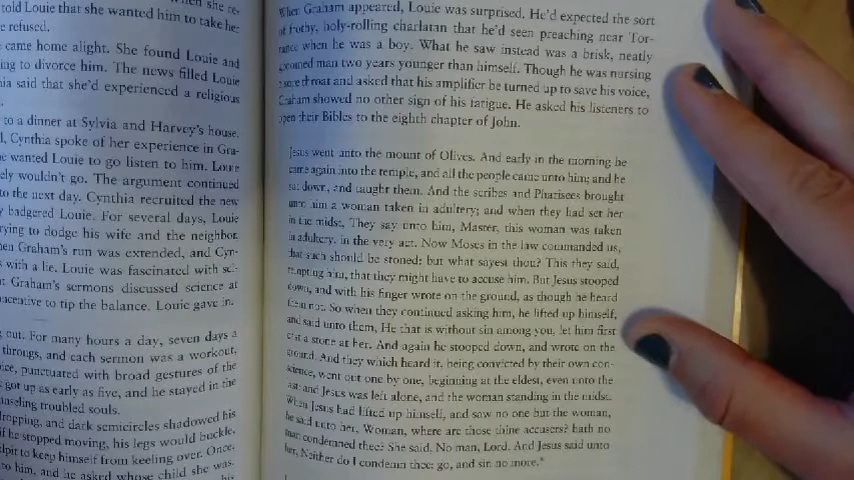 when she re-
told Louie that she wanted him to take her
e refused.
came home alight. She found Louie and
ng to divorce him. The news filled Louie
ia said that she'd experienced a religious
to a dinner at Sylvia and Harvey's house.
l, Cynthia spoke of her experience in Gra-
e wanted Louie to go listen to him. Louie
ely wouldn't go. The argument continued
to the next day. Cynthia recruited the new
y badgered Louie. For several days, Louie
rying to dodge his wife and the neighbor.
en Graham's run was extended, and Cyn-
s with a lie. Louie was fascinated with sci-
t Graham's sermons discussed science at
ncentive to tip the balance. Louie gave in.
g out. For many hours a day, seven days a
throngs, and each sermon was a workout,
ice, punctuated with broad gestures of the
got up as early as five, and he stayed in the
unseling troubled souls.
dropping, and dark semicircles shadowed his
if he stopped moving, his legs would buckle,
lpit to keep himself from keeling over. Once,
to him, and he asked whose child she was.
his
When Graham appeared, Louie was surprised. He'd expected the sort
of frothy, holy-rolling charlatan that he'd seen preaching near Tor-
rance when he was a boy. What he saw instead was a brisk, neatly
groomed man two years younger than himself. Though he was nursing
a sore throat and asked that his amplifier be turned up to save his voice,
Graham showed no other sign of his fatigue. He asked his listeners to
open their Bibles to the eighth chapter of John.
Jesus went unto the mount of Olives. And early in the morning he
came again into the temple, and all the people came unto him; and he
sat down, and taught them. And the scribes and Pharisees brought
unto him a woman taken in adultery; and when they had set her
in the midst, They say unto him, Master, this woman was taken
in adultery, in the very act. Now Moses in the law commanded us,
that such should be stoned; but what sayest thou? This they said,
tempting him, that they might have to accuse him. But Jesus stooped
down, and with his finger wrote on the ground, as though he heard
them not. So when they continued asking him, he lifted up himself,
and said unto them, He that is without sin among you, let him first
cast a stone at her. And again he stooped down, and wrote on the
ground. And they which heard it, being convicted by their own con-
science, went out one by one, beginning at the eldest, even unto the
last: and Jesus was left alone, and the woman standing in the midst.
When Jesus had lifted up himself, and saw no one but the woman,
he said unto her, Woman, where are those thine accusers? hath no
man condemned thee? She said, No man, Lord. And Jesus said unto
her, Neither do I condemn thee: go, and sin no more.*